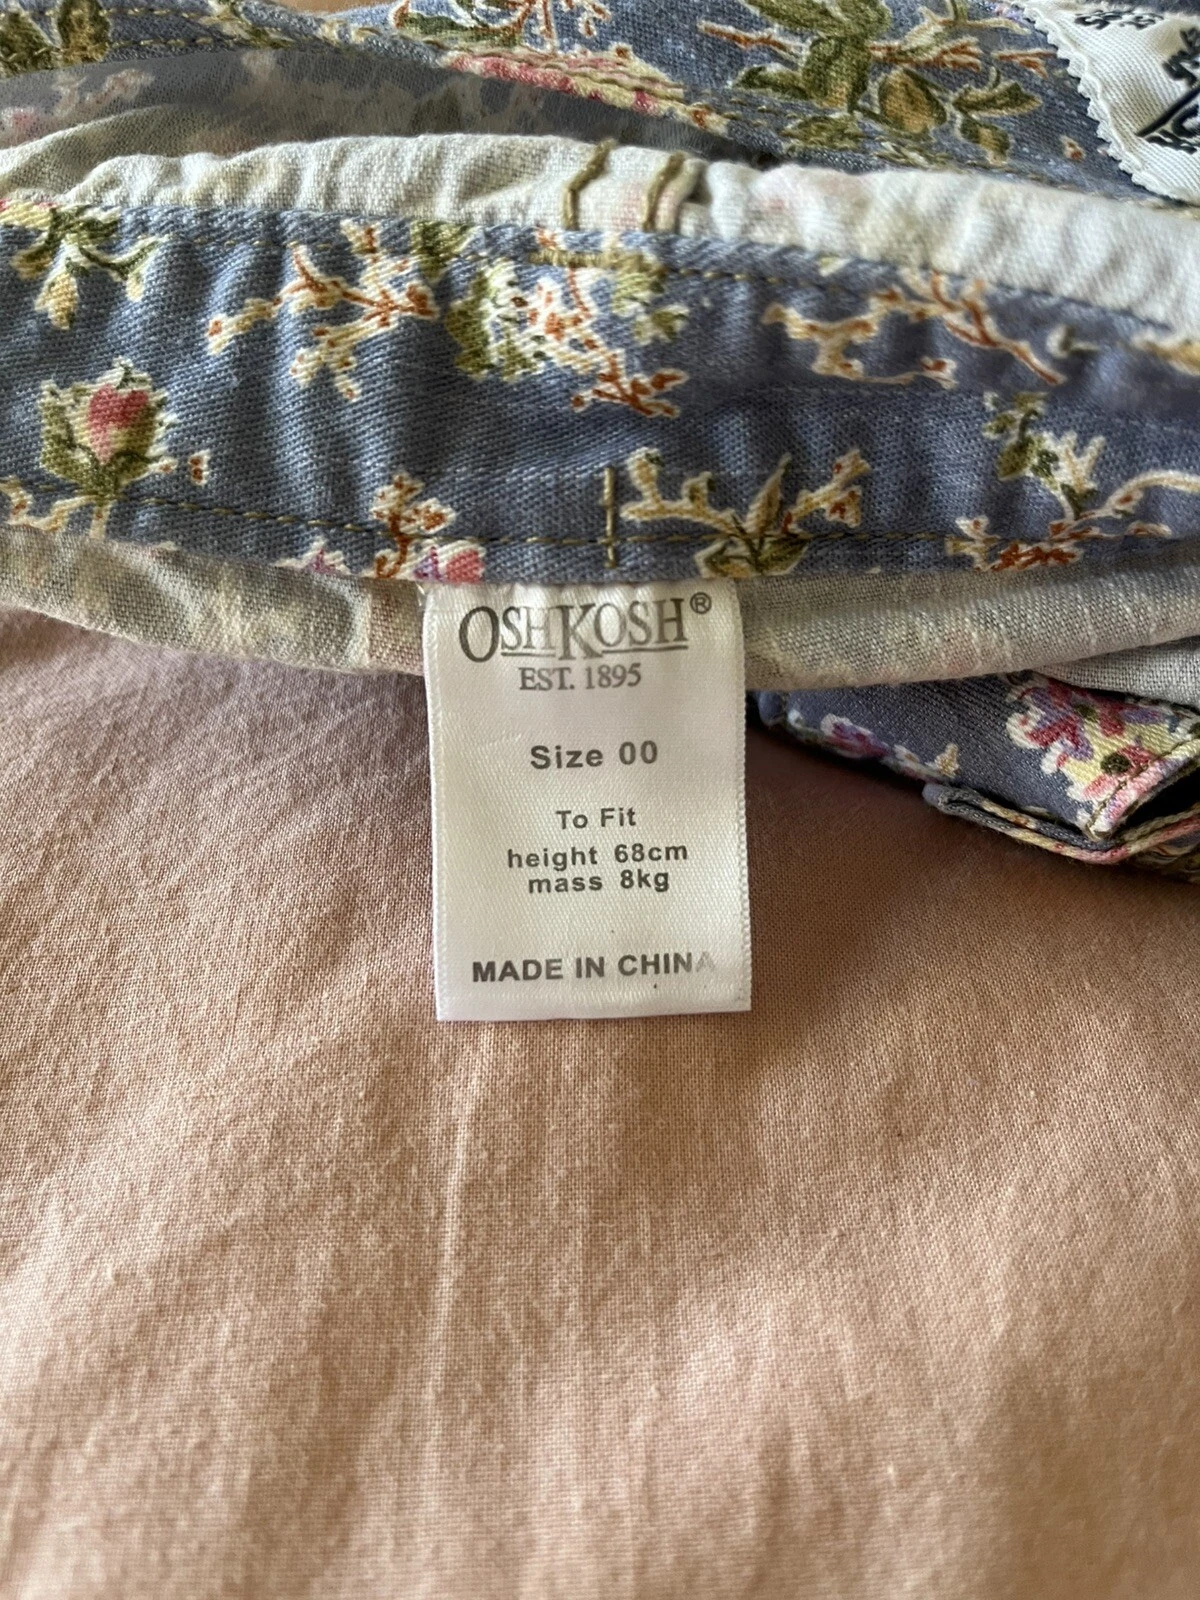 OSHKOSH®
EST. 1895
Size 00
To Fit
height 68cm
mass 8kg
MADE IN CHINA